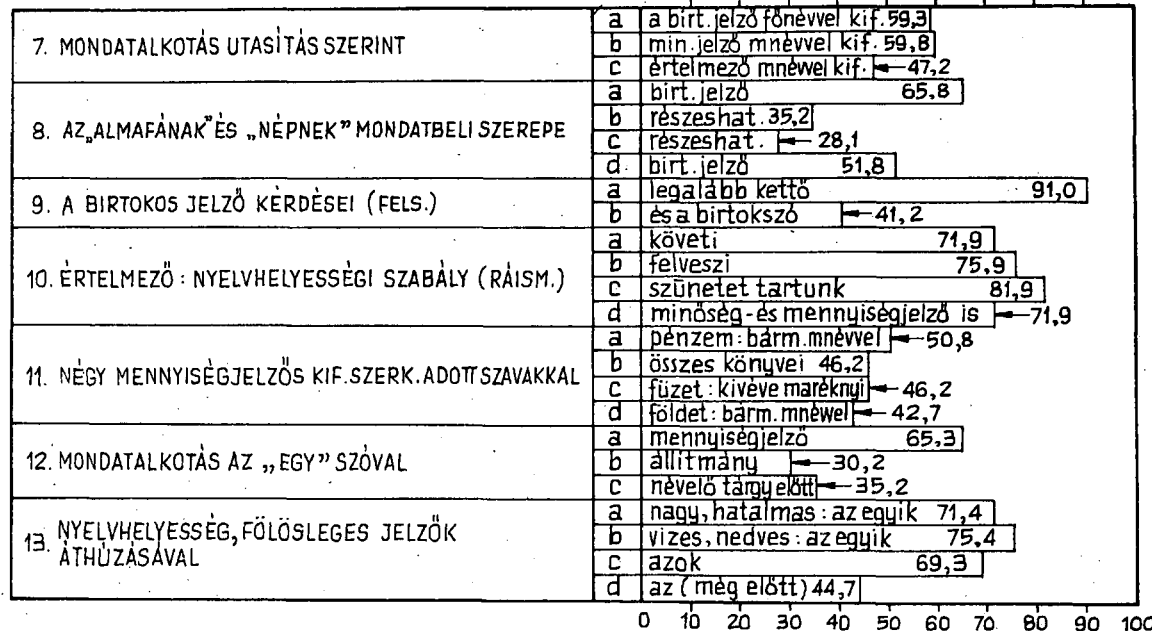 7. MONDATALKOTÁS UTASÍTÁS SZERINT
a a birt.jelző főnévvel kif. 59,3
b min.jelző mnévvel kif. 59,8
c értelmező mnévvel kif. 47,2
8. AZ „ALMAFÁNAK" ÉS „NÉPNEK" MONDATBELI SZEREPE
a birt.jelző 65.8
b részeshat. 35,2
c részeshat. 28,1
d birt.jelző 51,8
9. A BIRTOKOS JELZŐ KÉRDÉSEI (FELS.)
a legalább kettő 91,0
b és a birtokszó 41,2
10. ÉRTELMEZŐ : NYELVHELYESSÉGI SZABÁLY (RÁISM.)
a követi 71,9
b felveszi 75,9
c szünetet tartunk 81,9
d minőség-és mennyiségjelző is 71,9
11. NÉGY MENNYISÉGJELZŐS KIF.SZERK.ADOTT SZAVAKKAL
a pénzem: bárm.mnévvel 50,8
b összes könyvei 46,2
c füzet: kivéve maréknyi 46,2
d földet: bárm.mnévvel 42,7
12. MONDATALKOTÁS AZ „EGY" SZÓVAL
a mennyiségjelző 65,3
b állítmány 30,2
c névelő tárgy előtt 35,2
13. NYELVHELYESSÉG, FÖLÖSLEGES JELZŐK
ÁTHÚZÁSÁVAL
a nagy, hatalmas: az egyik 71,4
b vizes, nedves: az egyik 75,4
c azok 69,3
d az (még előtt) 44,7
0 10 20 30 40 50 60 70 80 90 100